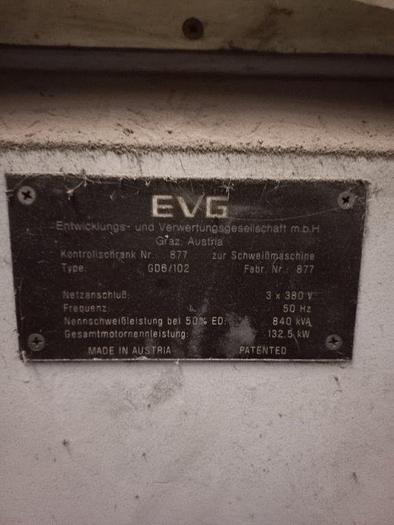 EVG
Entwicklungs- und Verwertungsgesellschaft m.b.H.
Graz, Austria
Kontrollschrank Nr.: 877 zur Schweißmaschine
Type: GD6/102 Fabr. Nr.: 877
Netzanschluß: 3 x 380 V
Frequenz: 50 Hz
Nennschweißleistung bei 50% ED: 840 kVA
Gesamtmotornennleistung: 132,5 kW
MADE IN AUSTRIA PATENTED